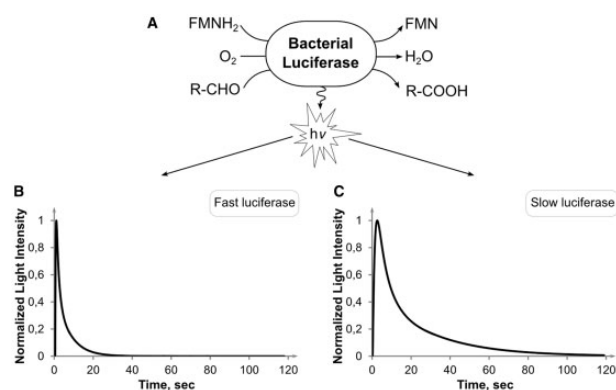 A
FMNH₂
O₂
R-CHO
Bacterial
Luciferase
FMN
H₂O
R-COOH
hν
B
Fast luciferase
Normalized Light Intensity
1
0,8
0,6
0,4
0,2
0
0 20 40 60 80 100 120
Time, sec
C
Slow luciferase
Normalized Light Intensity
1
0,8
0,6
0,4
0,2
0
0 20 40 60 80 100 120
Time, sec